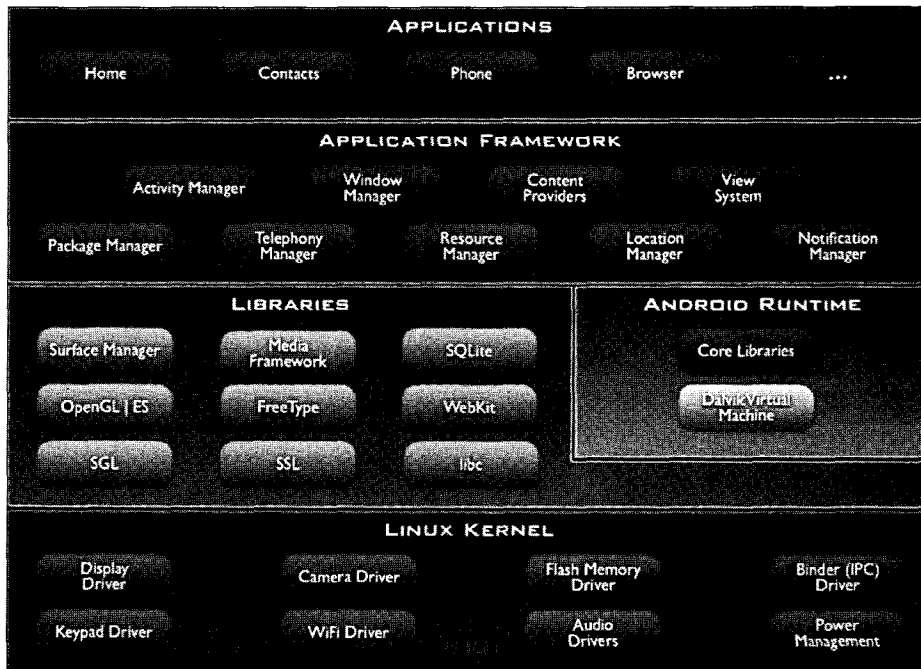 APPLICATIONS
Home
Contacts
Phone
Browser
...
APPLICATION FRAMEWORK
Activity Manager
Window
Manager
Content
Providers
View
System
Package Manager
Telephony
Manager
Resource
Manager
Location
Manager
Notification
Manager
LIBRARIES
Surface Manager
Media
Framework
SQLite
OpenGL | ES
FreeType
WebKit
SGL
SSL
libc
ANDROID RUNTIME
Core Libraries
Dalvik Virtual
Machine
LINUX KERNEL
Display
Driver
Camera Driver
Flash Memory
Driver
Binder (IPC)
Driver
Keypad Driver
WiFi Driver
Audio
Drivers
Power
Management